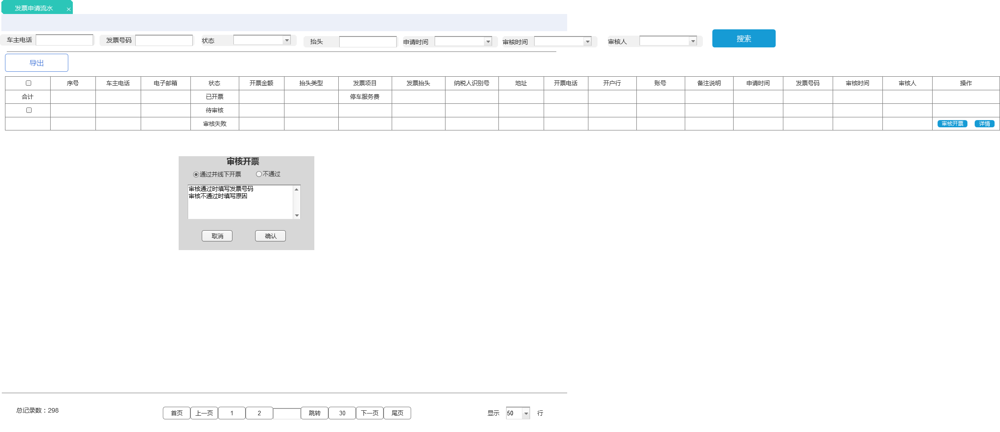 发票申请流水
车主电话 发票号码 状态 抬头 申请时间 审核时间 审核人 搜索
导出
序号 车主电话 电子邮箱 状态 开票金额 抬头类型 发票项目 发票抬头 纳税人识别号 地址 开票电话 开户行 账号 备注说明 申请时间 发票号码 审核时间 审核人 操作
合计 已开票 停车服务费
待审核
审核失败 审核开票 详情
审核开票
通过并线下开票 不通过
审核通过时填写发票号码
审核不通过时填写原因
取消 确认
总记录数：298 首页 上一页 1 2 跳转 30 下一页 尾页 显示 50 行